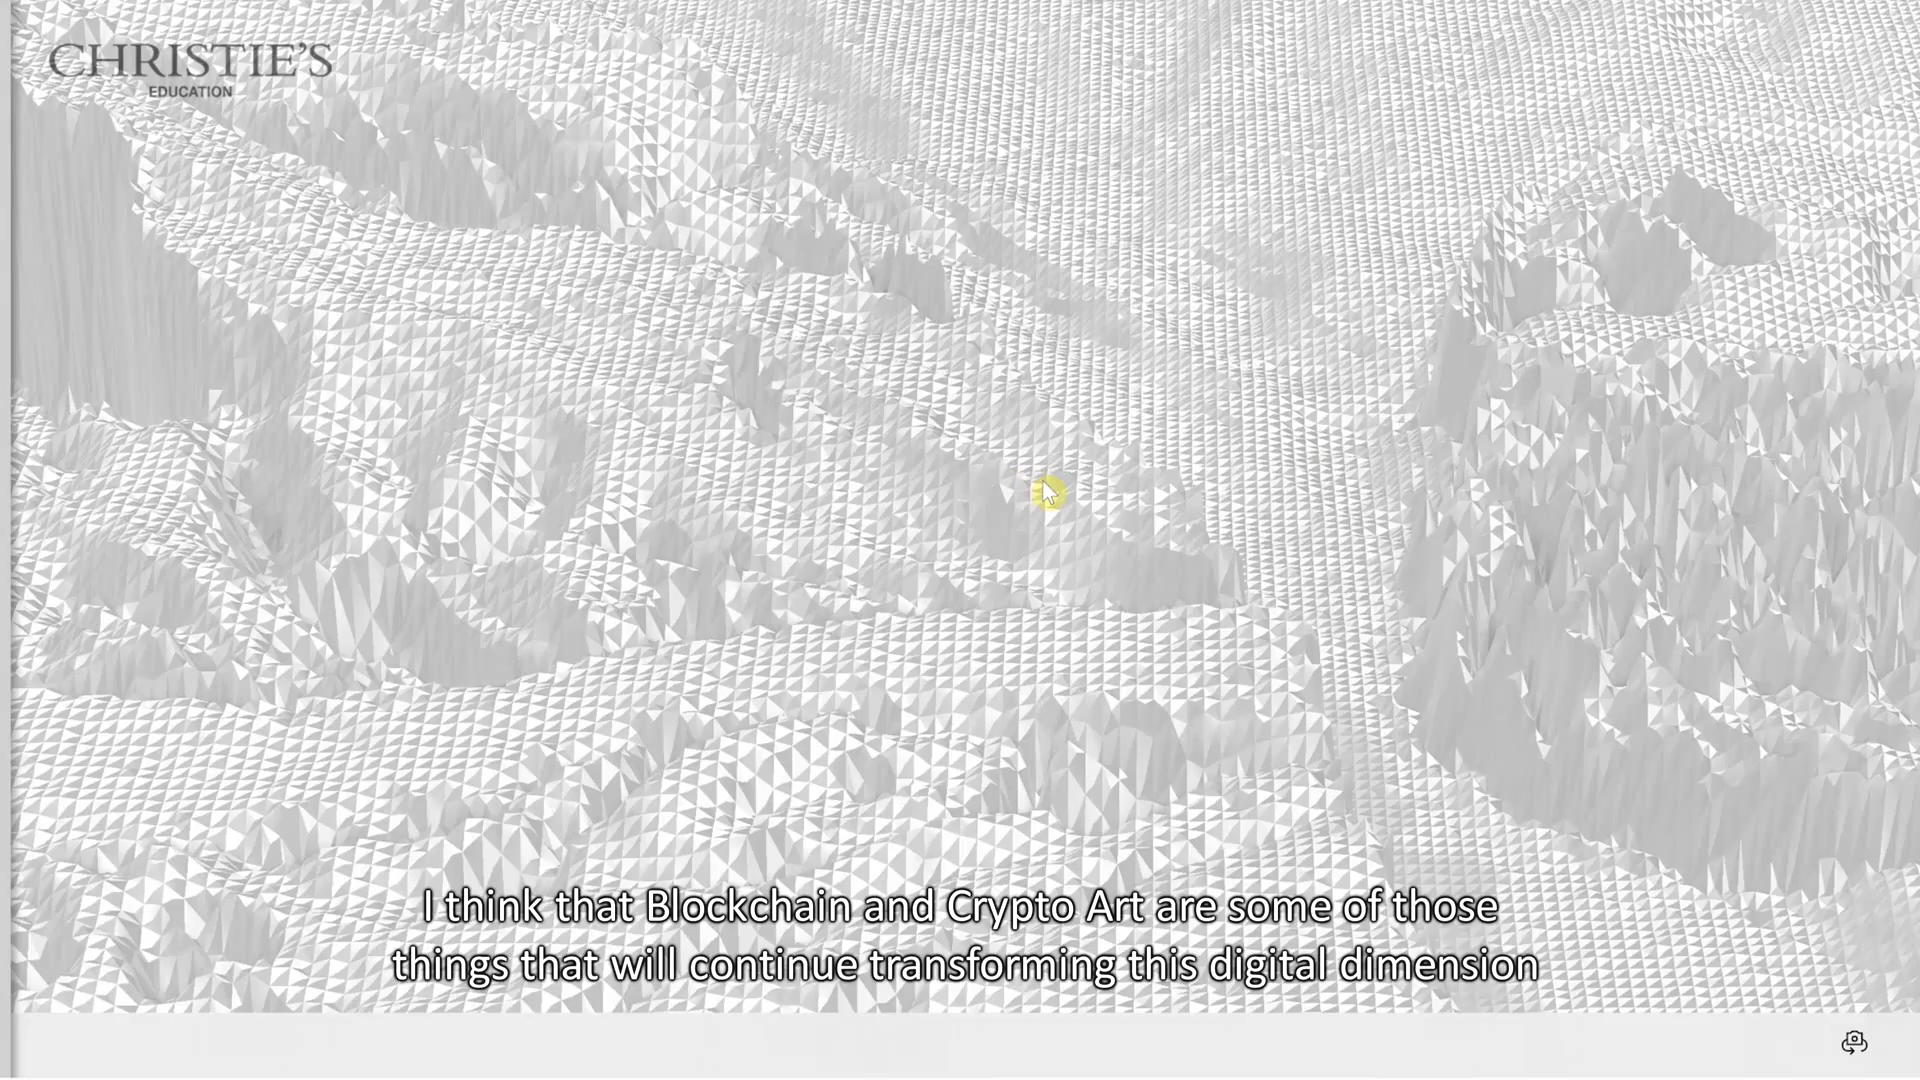 CHRISTIE'S
EDUCATION
I think that Blockchain and Crypto Art are some of those
things that will continue transforming this digital dimension